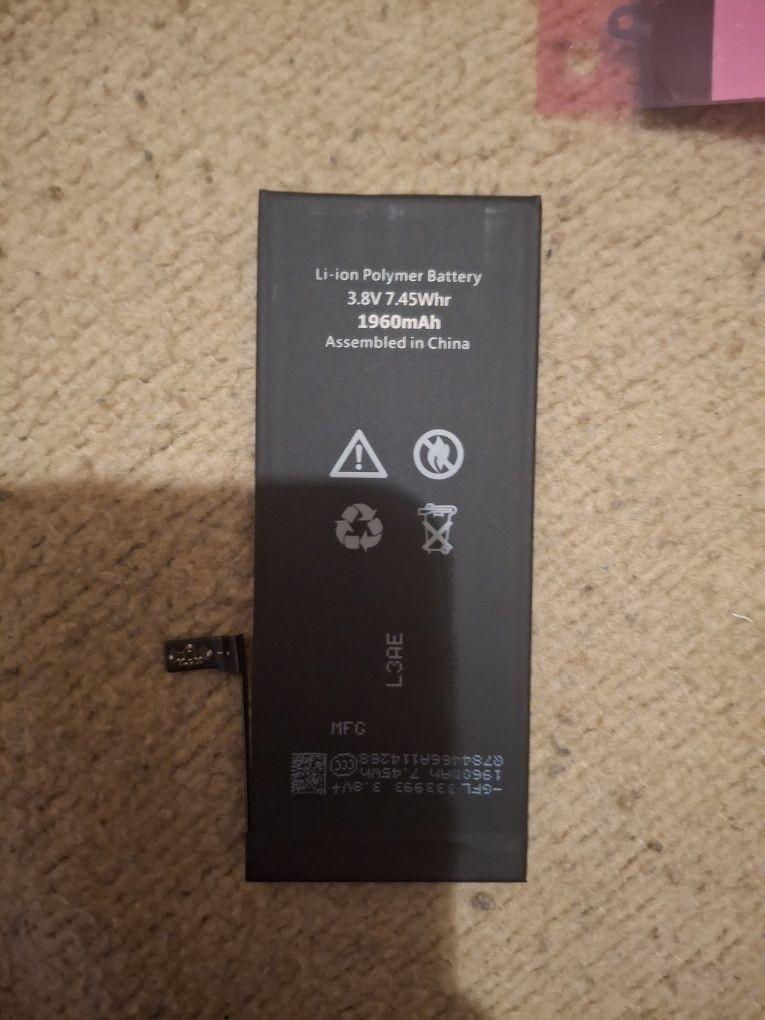 Li-ion Polymer Battery
3.8V 7.45Whr
1960mAh
Assembled in China
L3AE
MFG
-GFL 333993 3.8V+
1960MAh 7.45Wh
Q784466A114268